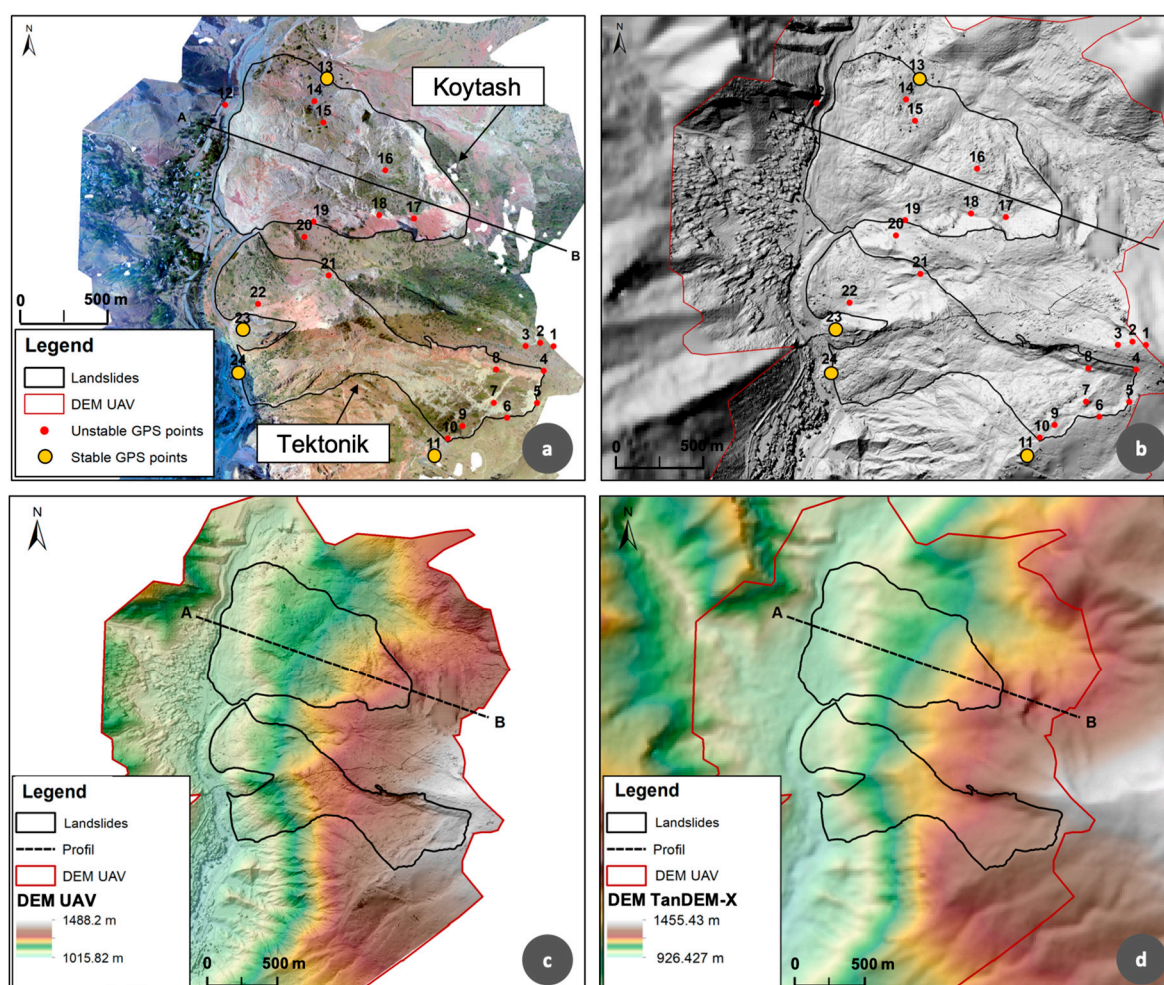 N
13
Koytash
12
14
A
15
16
18
17
19
20
B
21
0
500 m
22
23
3
2
1
24
8
4
7
5
6
9
10
11
Tektonik
Legend
Landslides
DEM UAV
Unstable GPS points
Stable GPS points
a
N
13
12
14
A
15
16
18
17
19
20
B
21
22
23
3
2
1
24
8
4
7
5
6
9
10
11
0
500 m
b
N
A
B
Legend
Landslides
Profil
DEM UAV
DEM UAV
1488.2 m
1015.82 m
0
500 m
c
N
A
B
Legend
Landslides
Profil
DEM UAV
DEM TanDEM-X
1455.43 m
926.427 m
0
500 m
d